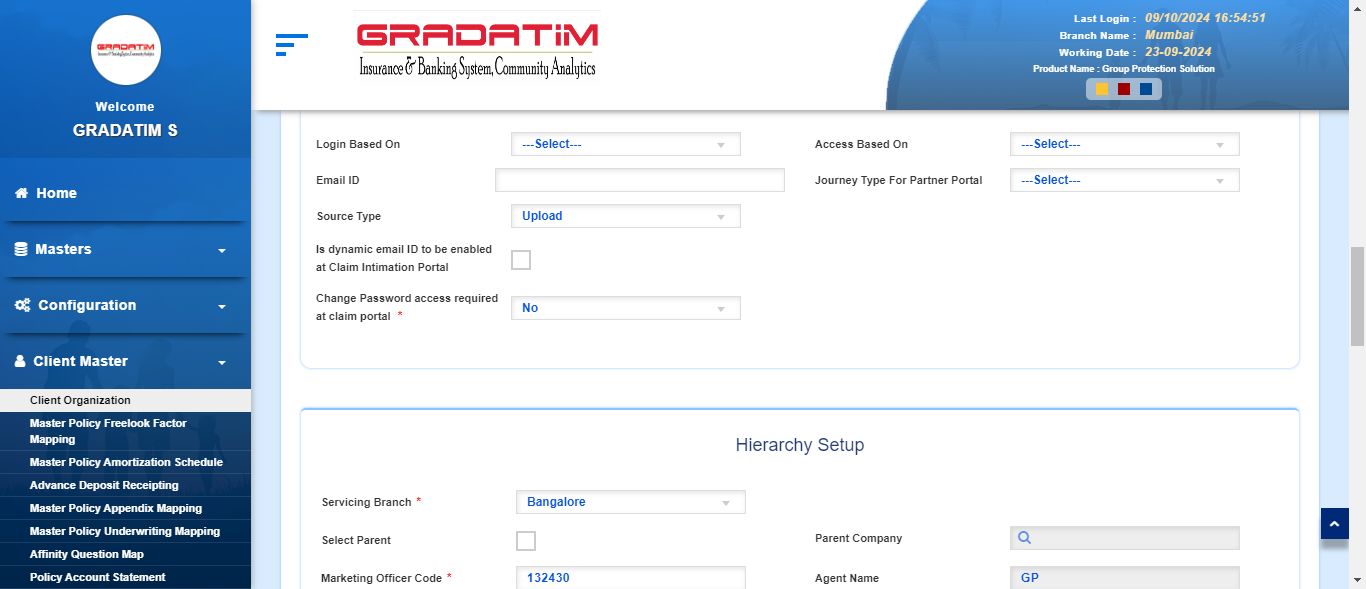 GRADATIM
Insurance & Banking System, Community Analytics
Welcome
GRADATIM S
Home
Masters
Configuration
Client Master
Client Organization
Master Policy Freelook Factor
Mapping
Master Policy Amortization Schedule
Advance Deposit Receipting
Master Policy Appendix Mapping
Master Policy Underwriting Mapping
Affinity Question Map
Policy Account Statement
GRADATIM
Insurance & Banking System, Community Analytics
Last Login : 09/10/2024 16:54:51
Branch Name : Mumbai
Working Date : 23-09-2024
Product Name : Group Protection Solution
Login Based On ---Select--- Access Based On ---Select---
Email ID Journey Type For Partner Portal ---Select---
Source Type Upload
Is dynamic email ID to be enabled
at Claim Intimation Portal
Change Password access required
at claim portal * No
Hierarchy Setup
Servicing Branch * Bangalore
Select Parent Parent Company
Marketing Officer Code * 132430 Agent Name GP